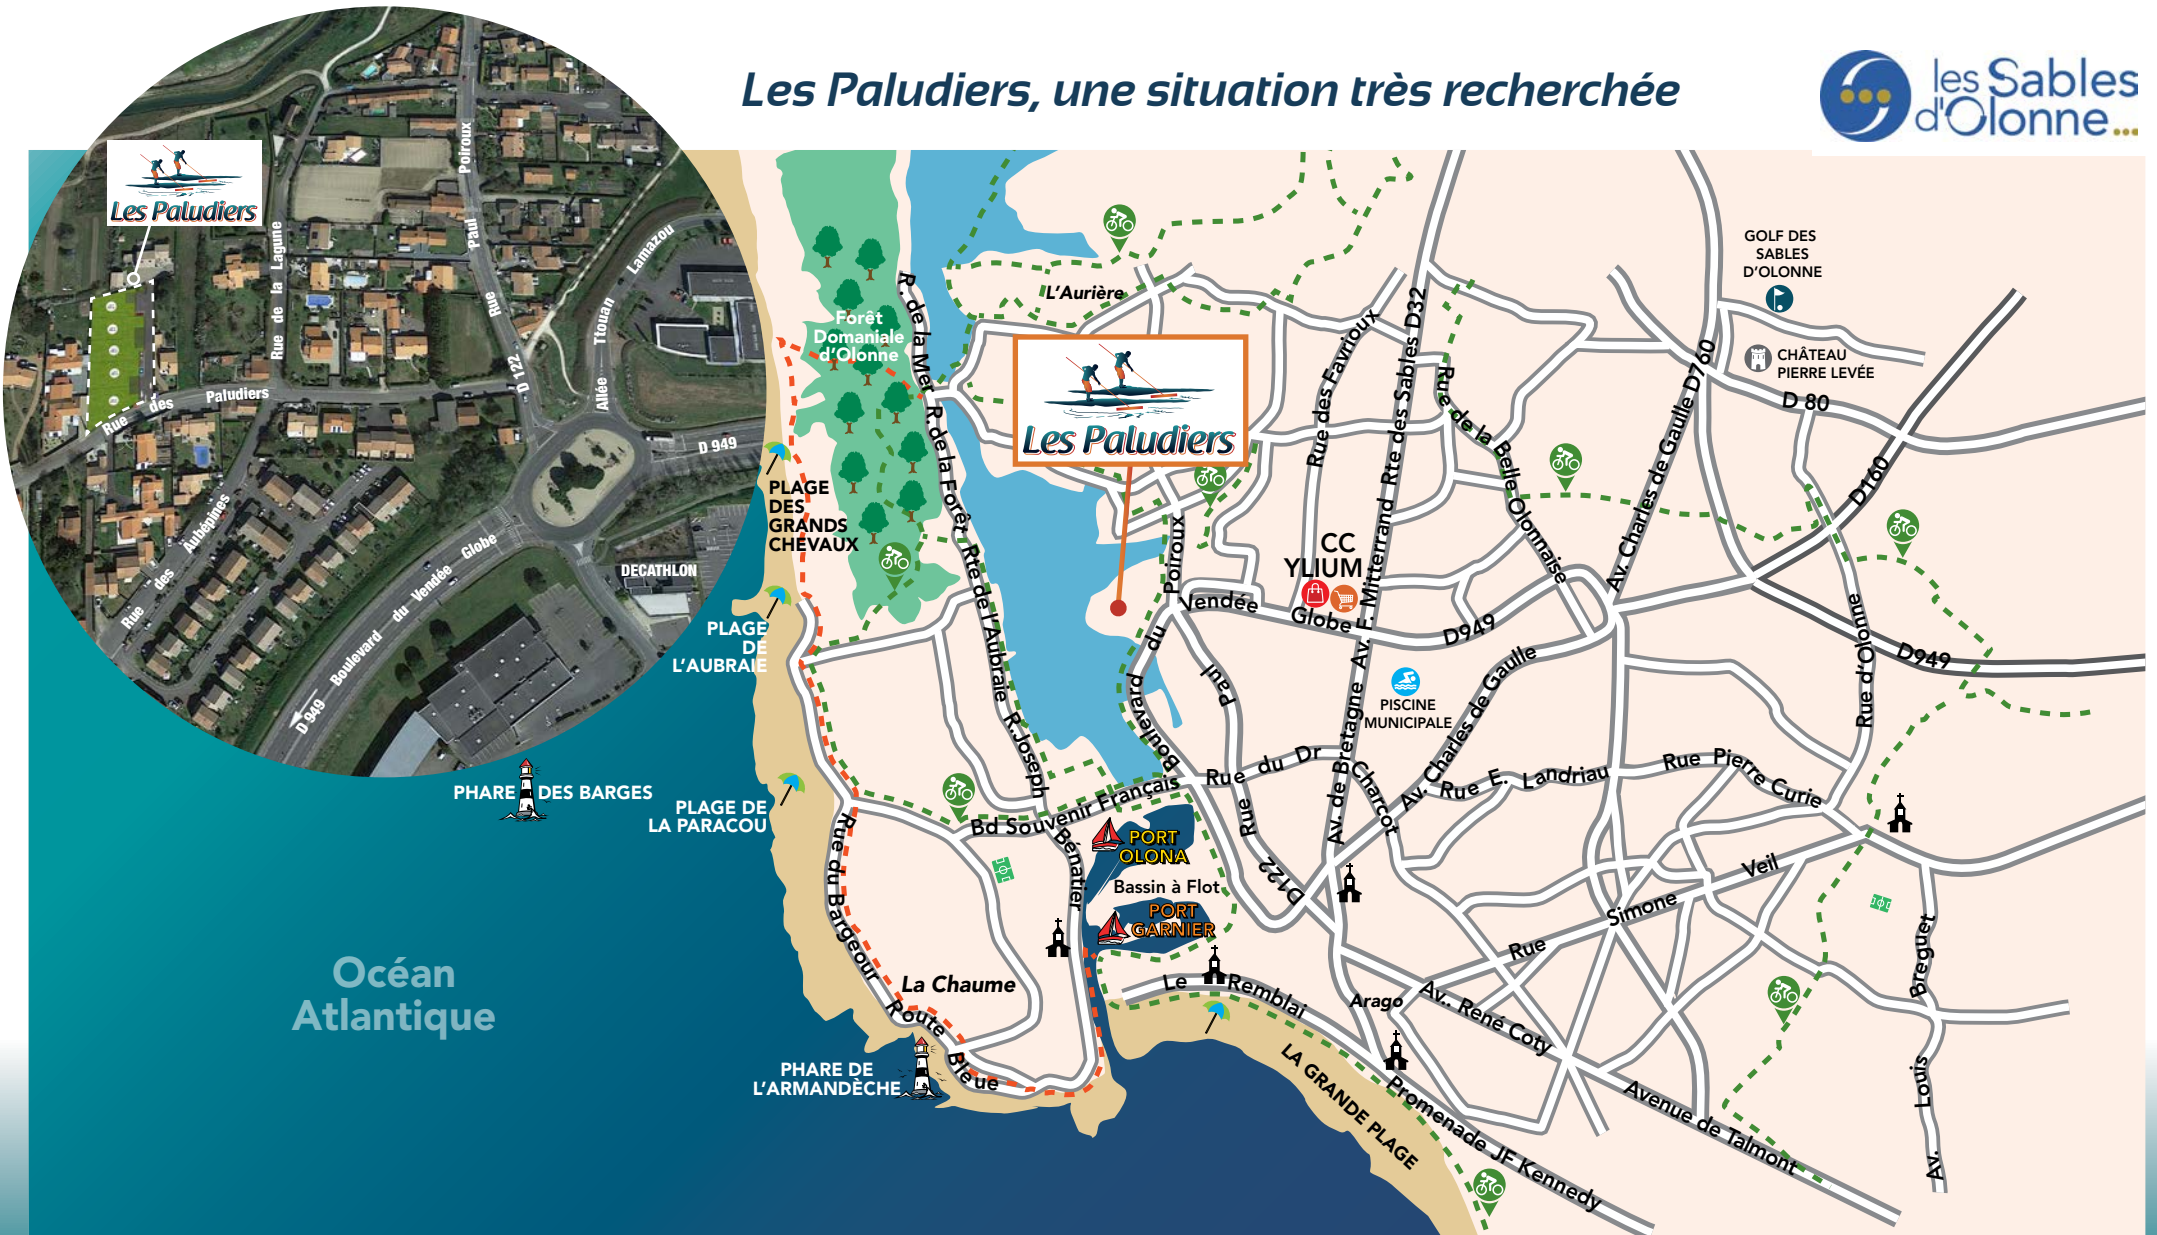 Les Paludiers, une situation très recherchée
les Sables
d'Olonne...
Les Paludiers
Rue de la Lagune
Rue Paul Poiroux
D 122
Allée Titouan Lamazou
D 949
Rue des Paludiers
Rue des Aubépines
Boulevard du Vendée Globe
D 949
DECATHLON
Forêt
Domaniale
d'Olonne
R. de la Mer
R. de la Forêt
Rte de l'Aubraie
R. Joseph
Bénatier
L'Aurière
Les Paludiers
GOLF DES
SABLES
D'OLONNE
CHÂTEAU
PIERRE LEVÉE
D 80
D160
D949
Rue des Favrioux
Rte des Sables D32
Av. F. Mitterrand
Av. de Bretagne
Rue de la Belle Olonnaise
Av. Charles de Gaulle D760
Av. Charles de Gaulle
CC
YLIUM
Boulevard du Vendée Globe
D949
Rue Paul Poiroux
D122
Rue d'Olonne
PISCINE
MUNICIPALE
PLAGE
DES
GRANDS
CHEVAUX
PLAGE
DE
L'AUBRAIE
PLAGE DE
LA PARACOU
PHARE DES BARGES
Océan
Atlantique
PHARE DE
L'ARMANDÈCHE
Bd Souvenir Français
Rue du Dr Charcot
Rue E. Landriau
Rue Pierre Curie
PORT
OLONA
Bassin à Flot
PORT
GARNIER
Rue du Bargeour
La Chaume
Route Bleue
Le Remblai
Arago
Rue Simone Veil
Av.. René Coty
Avenue de Talmont
Av. Louis Breguet
LA GRANDE PLAGE
Promenade JF Kennedy